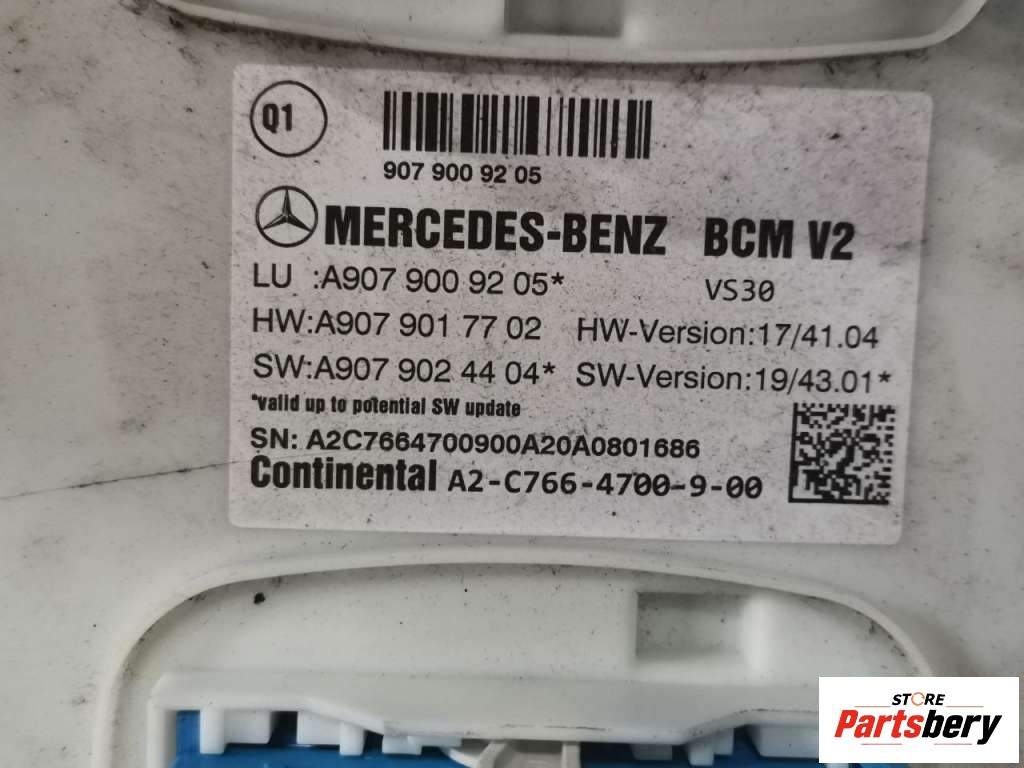 Q1
907 900 92 05
MERCEDES-BENZ BCM V2
LU :A907 900 92 05* VS30
HW:A907 901 77 02 HW-Version:17/41.04
SW:A907 902 44 04* SW-Version:19/43.01*
*valid up to potential SW update
SN: A2C7664700900A20A0801686
Continental A2-C766-4700-9-00
STORE
Partsbery